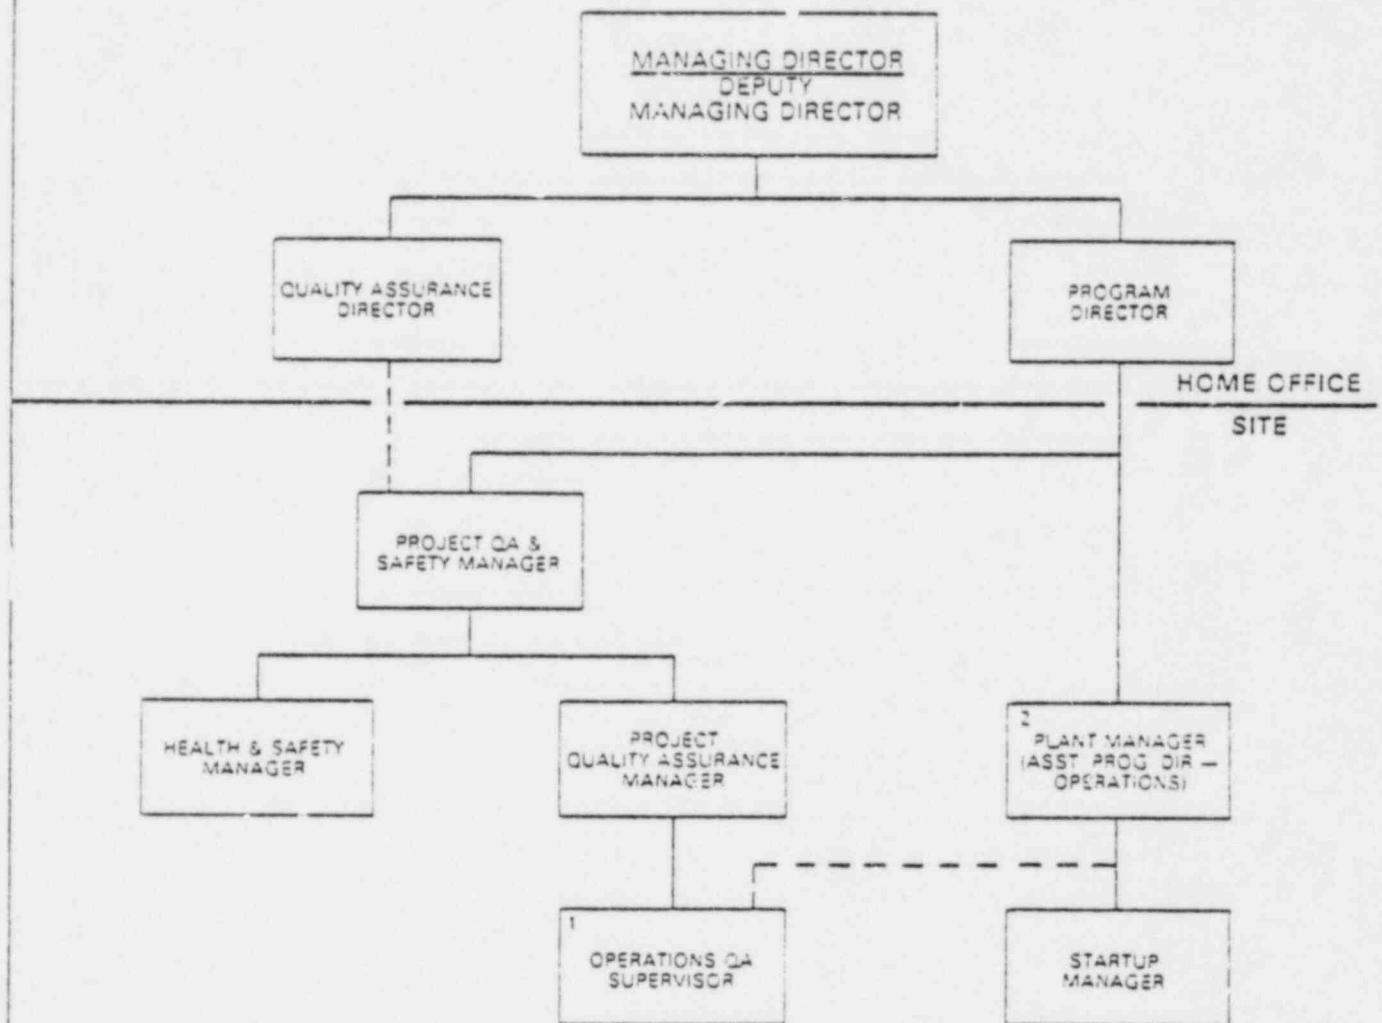 MANAGING DIRECTOR
DEPUTY
MANAGING DIRECTOR
QUALITY ASSURANCE
DIRECTOR
PROGRAM
DIRECTOR
HOME OFFICE
SITE
PROJECT QA &
SAFETY MANAGER
HEALTH & SAFETY
MANAGER
PROJECT
QUALITY ASSURANCE
MANAGER
2
PLANT MANAGER
(ASST. PROG. DIR —
OPERATIONS)
1
OPERATIONS QA
SUPERVISOR
STARTUP
MANAGER